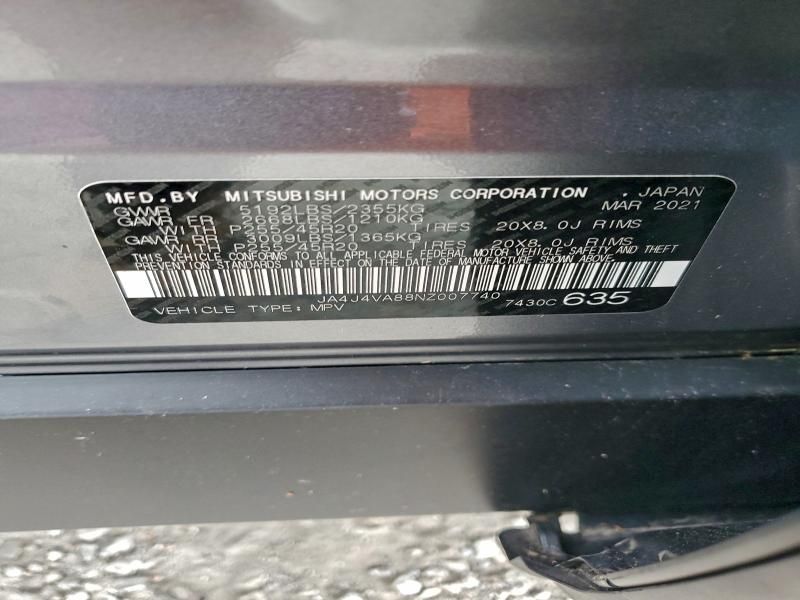 MFD.BY MITSUBISHI MOTORS CORPORATION . JAPAN
GVWR 5192LBS/2355KG MAR 2021
GAWR FR 2668LBS/1210KG
WITH P255/45R20 TIRES 20X8.0J RIMS
GAWR RR 3009LBS/1365KG
WITH P255/45R20 TIRES 20X8.0J RIMS
THIS VEHICLE CONFORMS TO ALL APPLICABLE FEDERAL MOTOR VEHICLE SAFETY AND THEFT
PREVENTION STANDARDS IN EFFECT ON THE DATE OF MANUFACTURE SHOWN ABOVE.
JA4J4VA88NZ007740
VEHICLE TYPE: MPV 7430C 635